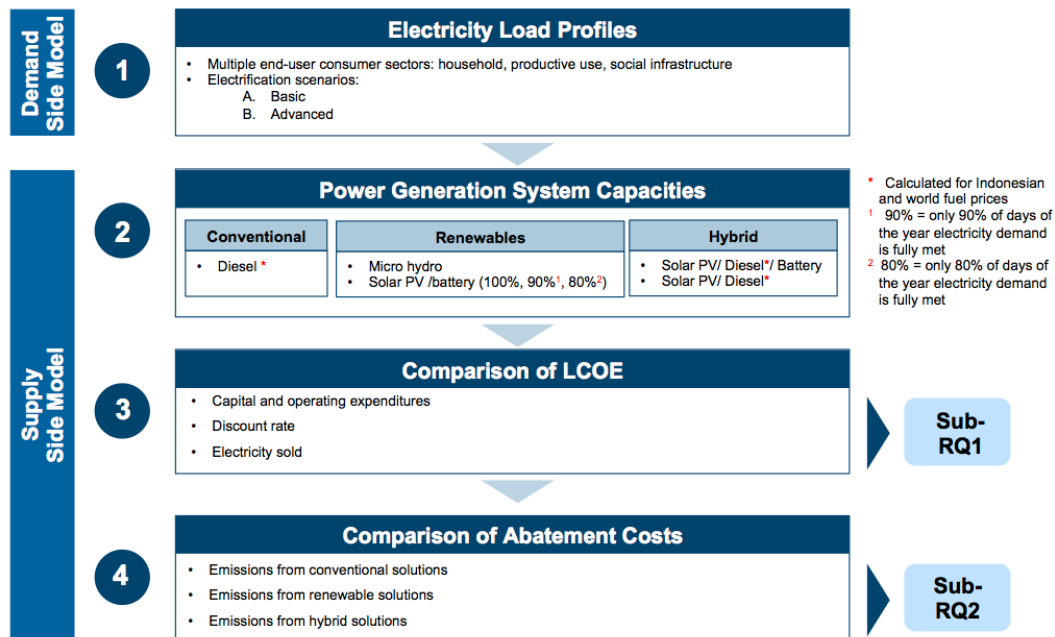 Demand
Side Model
1
Electricity Load Profiles
• Multiple end-user consumer sectors: household, productive use, social infrastructure
• Electrification scenarios:
A. Basic
B. Advanced
Supply
Side Model
2
Power Generation System Capacities
Conventional
• Diesel *
Renewables
• Micro hydro
• Solar PV /battery (100%, 90%¹, 80%²)
Hybrid
• Solar PV/ Diesel*/ Battery
• Solar PV/ Diesel*
* Calculated for Indonesian
and world fuel prices
¹ 90% = only 90% of days of
the year electricity demand
is fully met
² 80% = only 80% of days of
the year electricity demand
is fully met
3
Comparison of LCOE
• Capital and operating expenditures
• Discount rate
• Electricity sold
Sub-
RQ1
4
Comparison of Abatement Costs
• Emissions from conventional solutions
• Emissions from renewable solutions
• Emissions from hybrid solutions
Sub-
RQ2